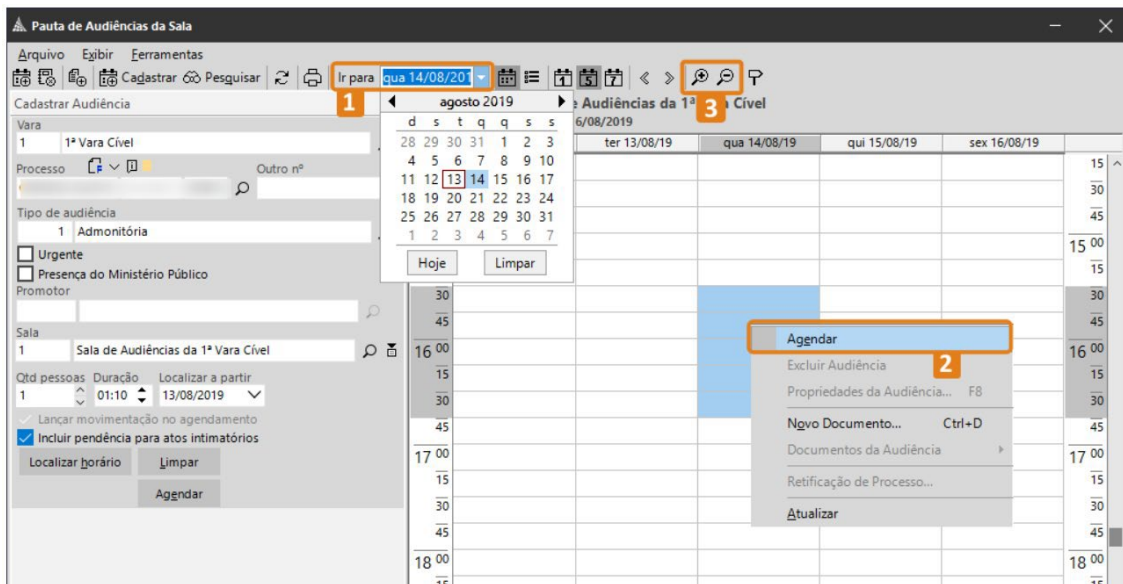 Pauta de Audiências da Sala
Arquivo Exibir Ferramentas
Cadastrar Pesquisar Ir para qua 14/08/201 1 5 7
1 3
Cadastrar Audiência
Vara
1 1ª Vara Cível
Processo Outro nº
Tipo de audiência
1 Admonitória
Urgente
Presença do Ministério Público
Promotor
Sala
1 Sala de Audiências da 1ª Vara Cível
Qtd pessoas Duração Localizar a partir
1 01:10 13/08/2019
Lançar movimentação no agendamento
Incluir pendência para atos intimatórios
Localizar horário Limpar
Agendar
agosto 2019
d s t q q s s
28 29 30 31 1 2 3
4 5 6 7 8 9 10
11 12 13 14 15 16 17
18 19 20 21 22 23 24
25 26 27 28 29 30 31
1 2 3 4 5 6 7
Hoje Limpar
Audiências da 1ª Cível
6/08/2019
ter 13/08/19 qua 14/08/19 qui 15/08/19 sex 16/08/19
15
30
45
15 00
15
30 30
45 45
16 00 16 00
15 15
30 30
45 45
17 00 17 00
15 15
30 30
45 45
18 00 18 00
15 15
Agendar
2
Excluir Audiência
Propriedades da Audiência... F8
Novo Documento... Ctrl+D
Documentos da Audiência
Retificação de Processo...
Atualizar